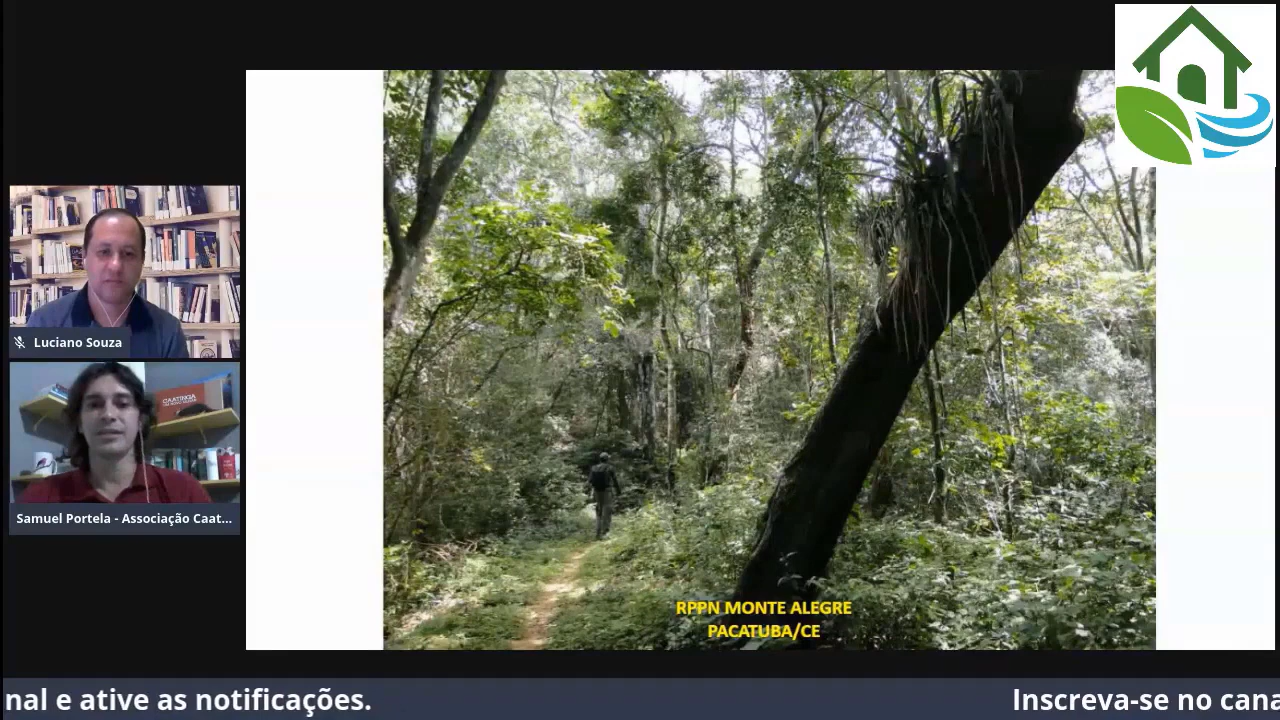 Luciano Souza
CAATINGA
Samuel Portela - Associação Caat...
RPPN MONTE ALEGRE
PACATUBA/CE
nal e ative as notificações.
Inscreva-se no cana